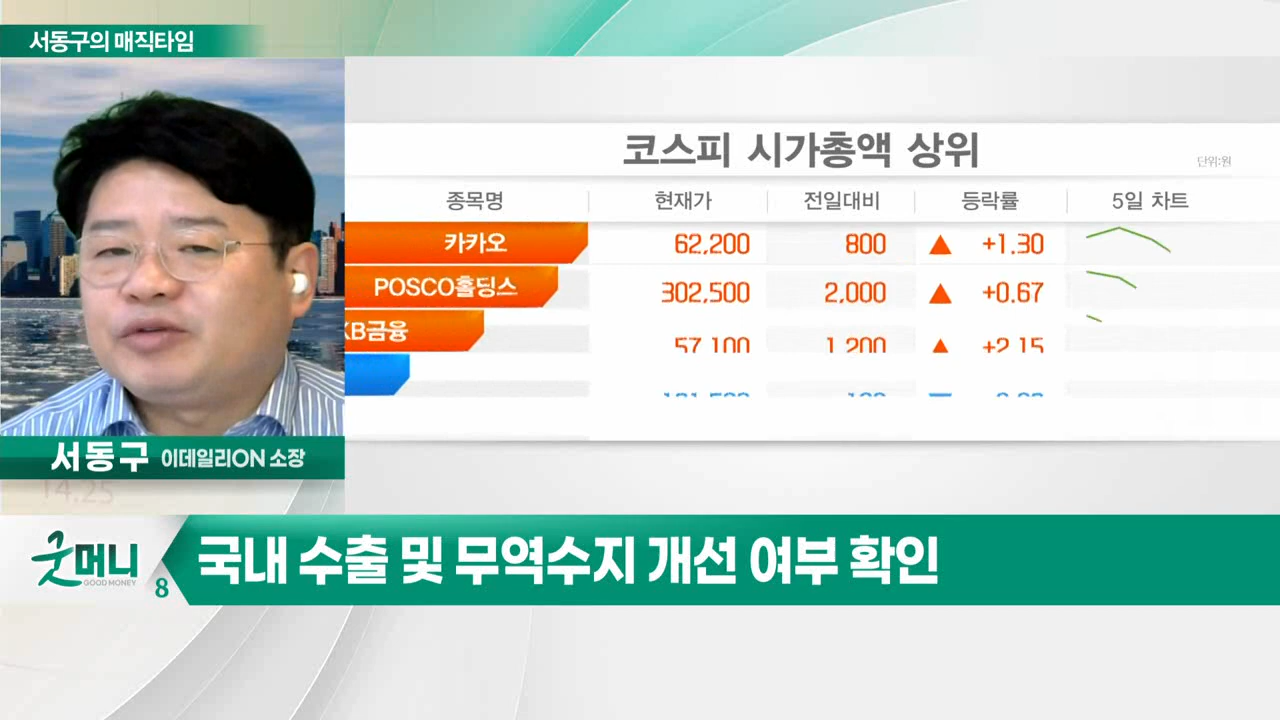 서동구의 매직타임
코스피 시가총액 상위
단위:원
종목명 현재가 전일대비 등락률 5일 차트
카카오 62,200 800 ▲ +1.30
POSCO홀딩스 302,500 2,000 ▲ +0.67
KB금융 57,100 1,200 ▲ +2.15
서동구 이데일리ON 소장
14.25
굿머니
GOOD MONEY
8
국내 수출 및 무역수지 개선 여부 확인